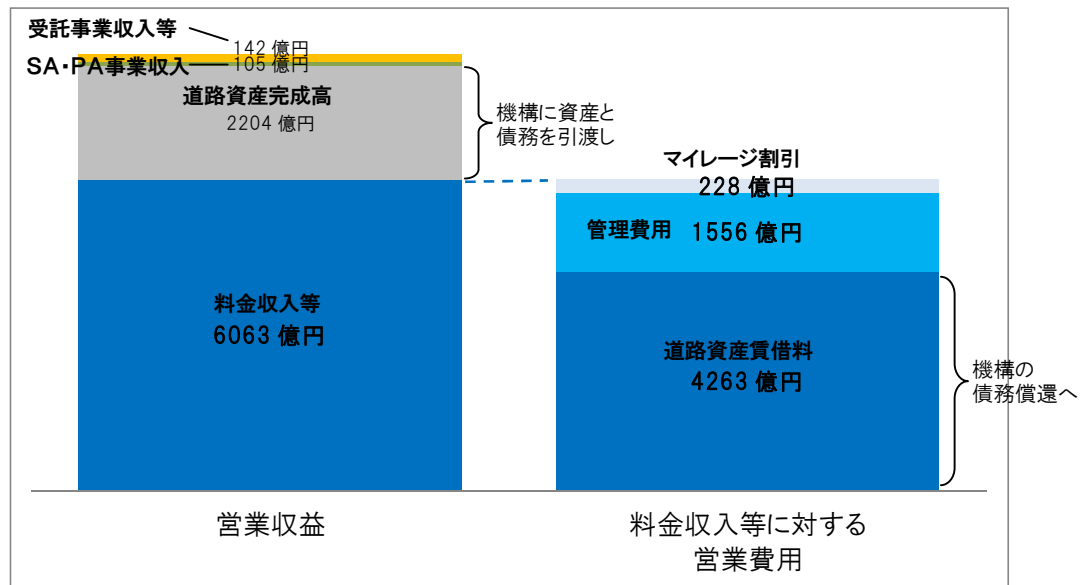 受託事業収入等
142 億円
SA・PA事業収入
105 億円
道路資産完成高
2204 億円
機構に資産と
債務を引渡し
マイレージ割引
228 億円
管理費用 1556 億円
料金収入等
6063 億円
道路資産賃借料
4263 億円
機構の
債務償還へ
営業収益
料金収入等に対する
営業費用